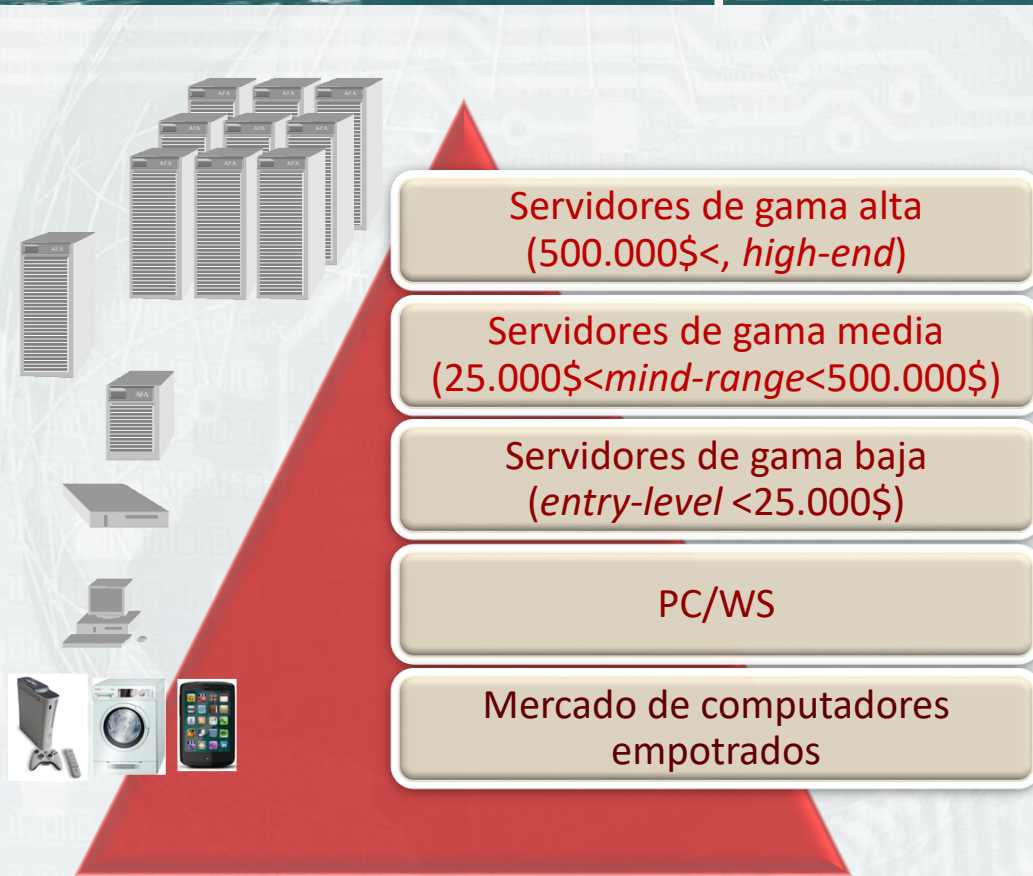 Servidores de gama alta
(500.000$<, high-end)
Servidores de gama media
(25.000$<mind-range<500.000$)
Servidores de gama baja
(entry-level <25.000$)
PC/WS
Mercado de computadores
empotrados